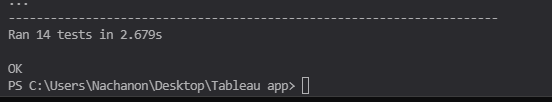 ...
----------------------------------------------------------------------
Ran 14 tests in 2.679s
OK
PS C:\Users\Nachanon\Desktop\Tableau app>